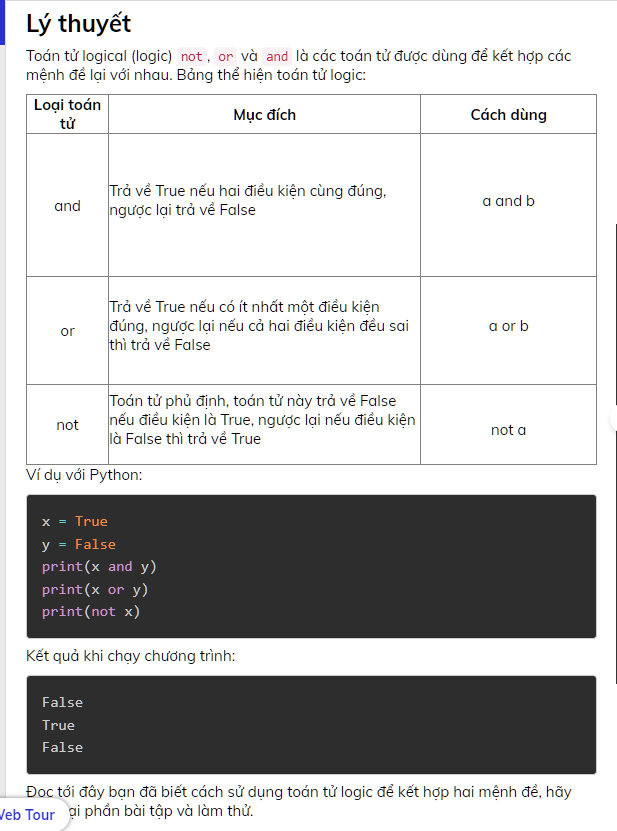 Lý thuyết
Toán tử logical (logic) not , or và and là các toán tử được dùng để kết hợp các
mệnh đề lại với nhau. Bảng thể hiện toán tử logic:
Loại toán
tử
Mục đích
Cách dùng
and
Trả về True nếu hai điều kiện cùng đúng,
ngược lại trả về False
a and b
or
Trả về True nếu có ít nhất một điều kiện
đúng, ngược lại nếu cả hai điều kiện đều sai
thì trả về False
a or b
not
Toán tử phủ định, toán tử này trả về False
nếu điều kiện là True, ngược lại nếu điều kiện
là False thì trả về True
not a
Ví dụ với Python:
x = True
y = False
print(x and y)
print(x or y)
print(not x)
Kết quả khi chạy chương trình:
False
True
False
Đọc tới đây bạn đã biết cách sử dụng toán tử logic để kết hợp hai mệnh đề, hãy
phần bài tập và làm thử.
Tour